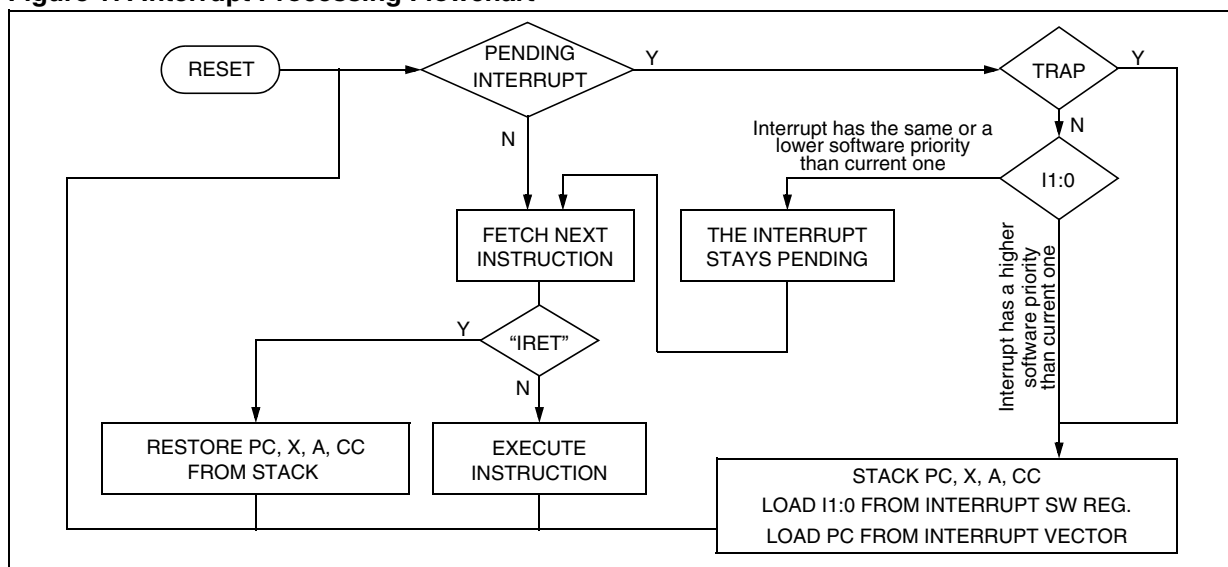 Interrupt Processing Flowchart
RESET
PENDING
INTERRUPT
Y
TRAP
Y
N
N
Interrupt has the same or a
lower software priority
than current one
I1:0
FETCH NEXT
INSTRUCTION
THE INTERRUPT
STAYS PENDING
Interrupt has a higher
software priority
than current one
Y
“IRET”
N
RESTORE PC, X, A, CC
FROM STACK
EXECUTE
INSTRUCTION
STACK PC, X, A, CC
LOAD I1:0 FROM INTERRUPT SW REG.
LOAD PC FROM INTERRUPT VECTOR